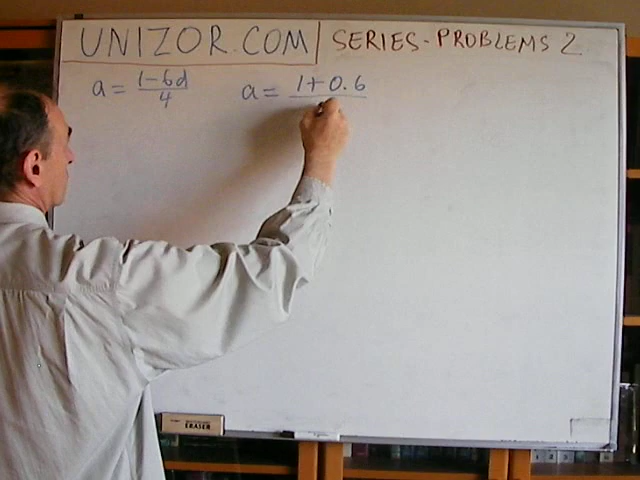 UNIZOR.COM
SERIES-PROBLEMS 2
a = (1-6d)/4
a = 1+0.6
ERASER